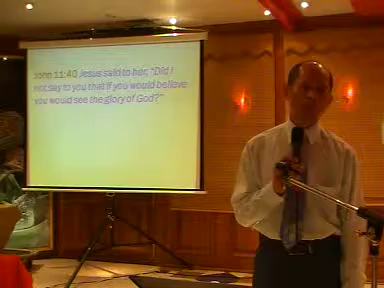 John 11:40 Jesus said to her, "Did I
not say to you that if you would believe
you would see the glory of God?"